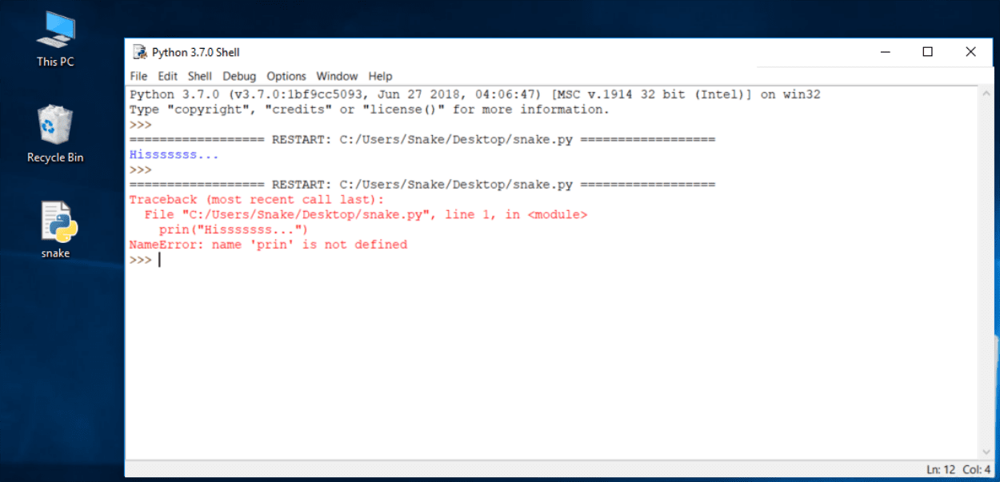 This PC
Recycle Bin
snake
Python 3.7.0 Shell
File Edit Shell Debug Options Window Help
Python 3.7.0 (v3.7.0:1bf9cc5093, Jun 27 2018, 04:06:47) [MSC v.1914 32 bit (Intel)] on win32
Type "copyright", "credits" or "license()" for more information.
>>>
================== RESTART: C:/Users/Snake/Desktop/snake.py ==================
Hisssssss...
>>>
================== RESTART: C:/Users/Snake/Desktop/snake.py ==================
Traceback (most recent call last):
  File "C:/Users/Snake/Desktop/snake.py", line 1, in <module>
    prin("Hisssssss...")
NameError: name 'prin' is not defined
>>>
Ln: 12 Col: 4